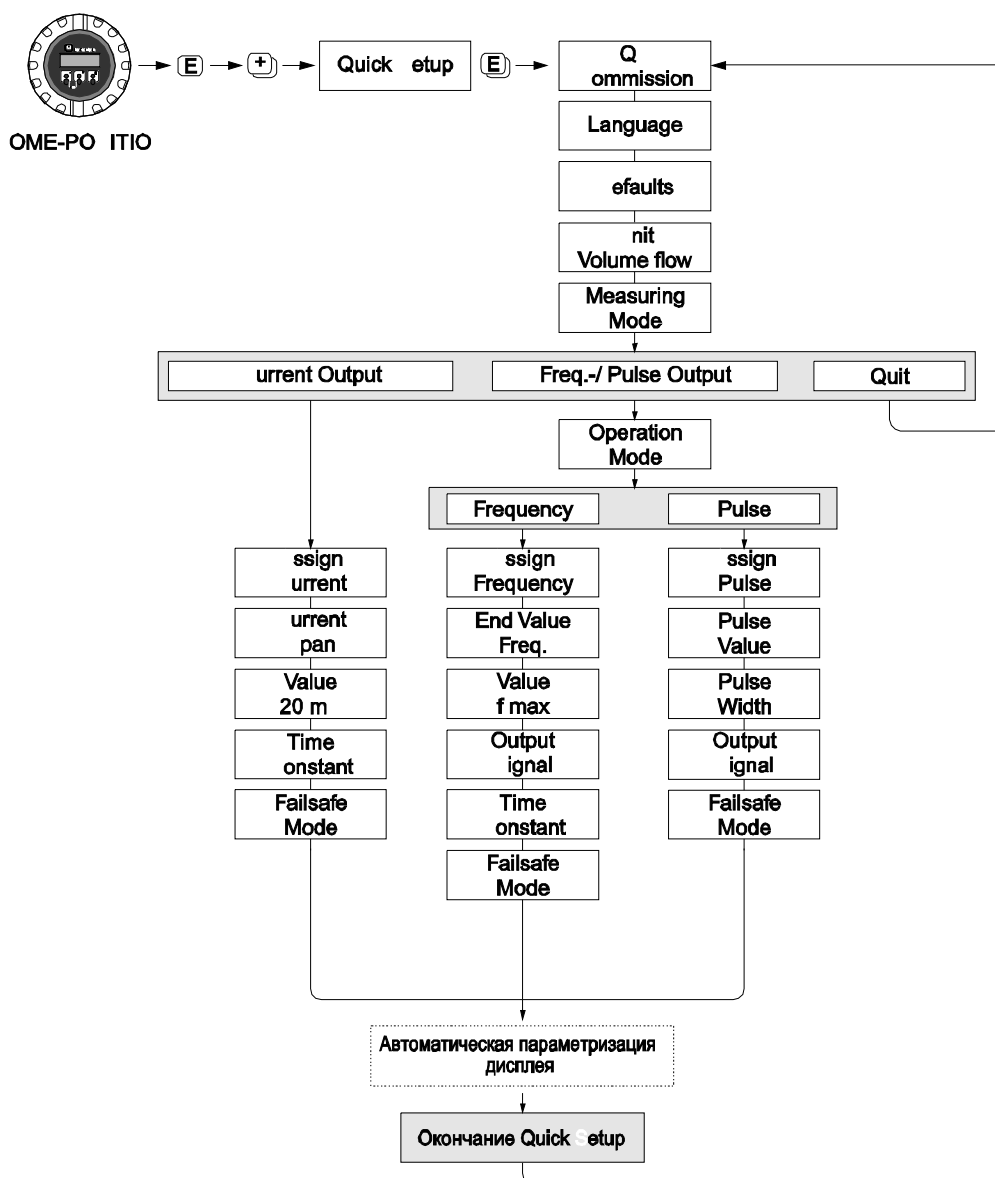 E
+
Quick etup
E
Q
ommission
OME-PO ITIO
Language
efaults
nit
Volume flow
Measuring
Mode
urrent Output
Freq.-/ Pulse Output
Quit
Operation
Mode
Frequency
Pulse
ssign
urrent
ssign
Frequency
ssign
Pulse
urrent
pan
End Value
Freq.
Pulse
Value
Value
20 m
Value
f max
Pulse
Width
Time
onstant
Output
ignal
Output
ignal
Failsafe
Mode
Time
onstant
Failsafe
Mode
Failsafe
Mode
Автоматическая параметризация
дисплея
Окончание Quick Setup